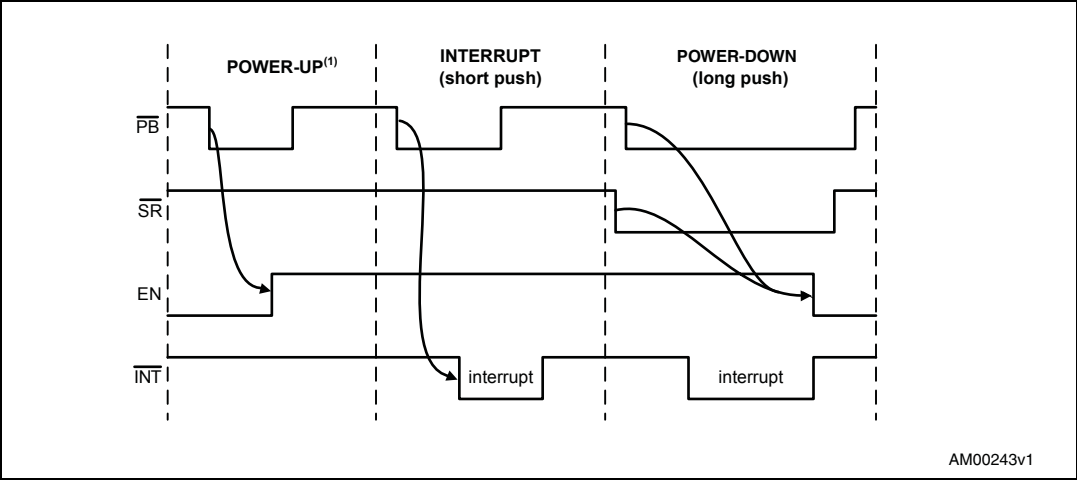 POWER-UP(1)
INTERRUPT
(short push)
POWER-DOWN
(long push)
PB
SR
EN
INT
interrupt
interrupt
AM00243v1